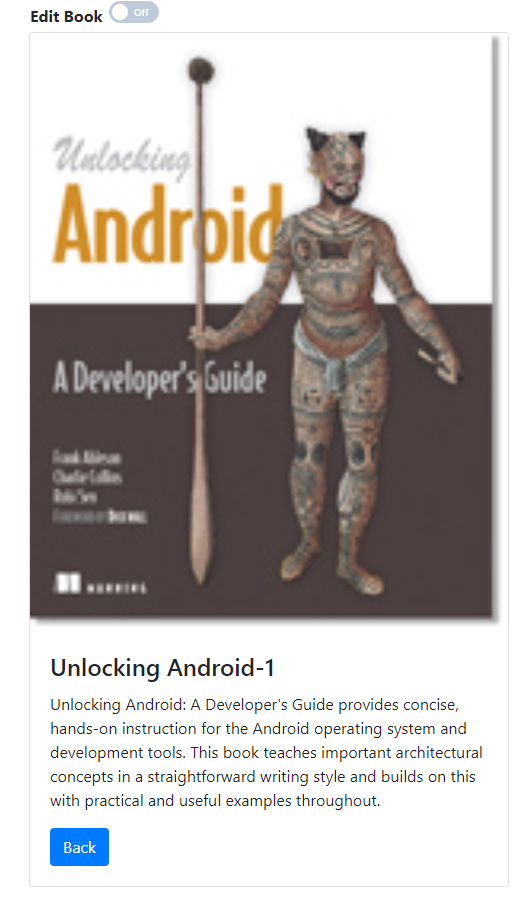 Edit Book
Off
Unlocking
Android
A Developer's Guide
Frank Ableson
Charlie Collins
Robi Sen
FOREWORD BY DICK WALL
MANNING
Unlocking Android-1
Unlocking Android: A Developer's Guide provides concise,
hands-on instruction for the Android operating system and
development tools. This book teaches important architectural
concepts in a straightforward writing style and builds on this
with practical and useful examples throughout.
Back